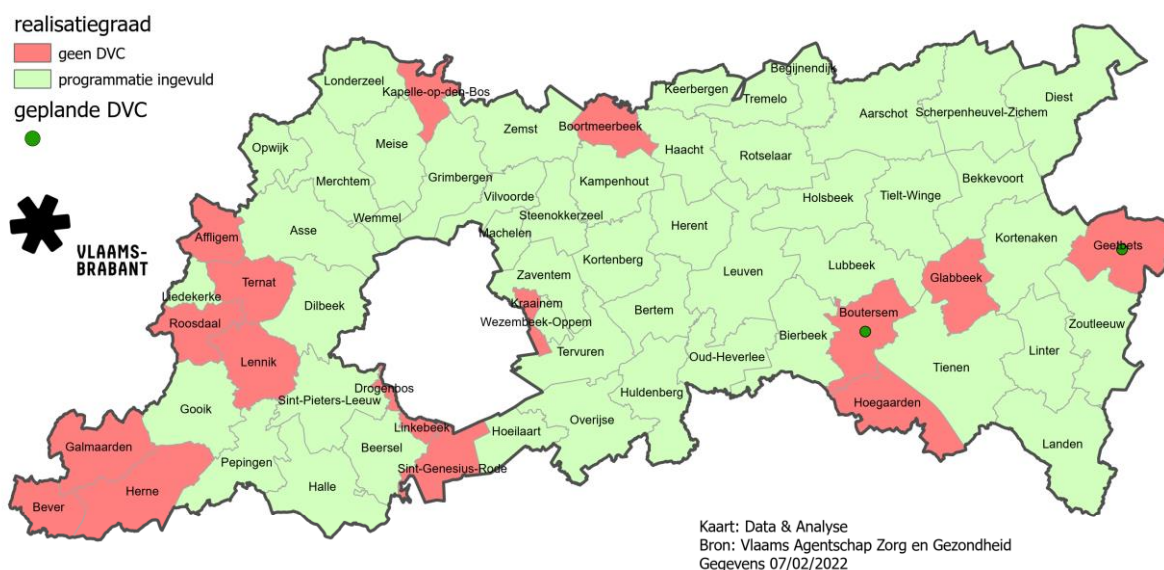 realisatiegraad
geen DVC
programmatie ingevuld
geplande DVC
VLAAMS-
BRABANT
Londerzeel
Kapelle-op-den-Bos
Opwijk
Meise
Merchtem
Grimbergen
Zemst
Boortmeerbeek
Keerbergen
Begijnendijk
Tremelo
Haacht
Rotselaar
Aarschot
Scherpenheuvel-Zichem
Diest
Kampenhout
Vilvoorde
Wemmel
Steenokkerzeel
Machelen
Asse
Affligem
Ternat
Liedekerke
Roosdaal
Dilbeek
Lennik
Herent
Holsbeek
Tielt-Winge
Bekkevoort
Kortenaken
Geetbets
Glabbeek
Zaventem
Kortenberg
Leuven
Lubbeek
Kraainem
Wezembeek-Oppem
Bertem
Boutersem
Zoutleeuw
Tervuren
Oud-Heverlee
Bierbeek
Linter
Tienen
Drogenbos
Sint-Pieters-Leeuw
Gooik
Huldenberg
Overijse
Hoeilaart
Linkebeek
Hoegaarden
Landen
Galmaarden
Beersel
Sint-Genesius-Rode
Pepingen
Halle
Herne
Bever
Kaart: Data & Analyse
Bron: Vlaams Agentschap Zorg en Gezondheid
Gegevens 07/02/2022